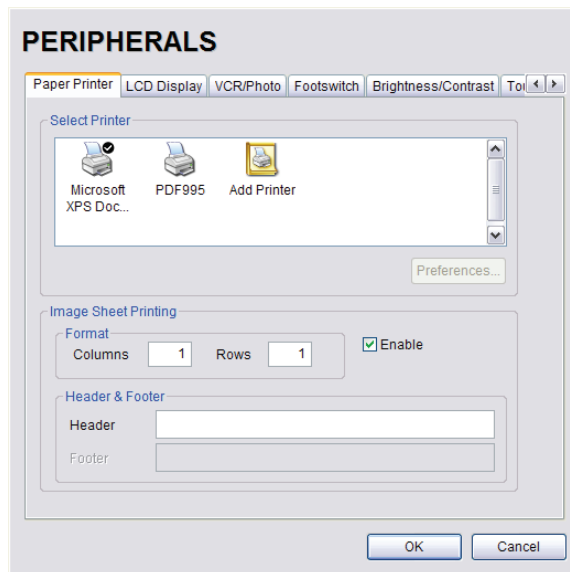 PERIPHERALS
Paper Printer LCD Display VCR/Photo Footswitch Brightness/Contrast
Select Printer
Microsoft XPS Doc... PDF995 Add Printer
Preferences...
Image Sheet Printing
Format
Columns 1 Rows 1 Enable
Header & Footer
Header
Footer
OK Cancel